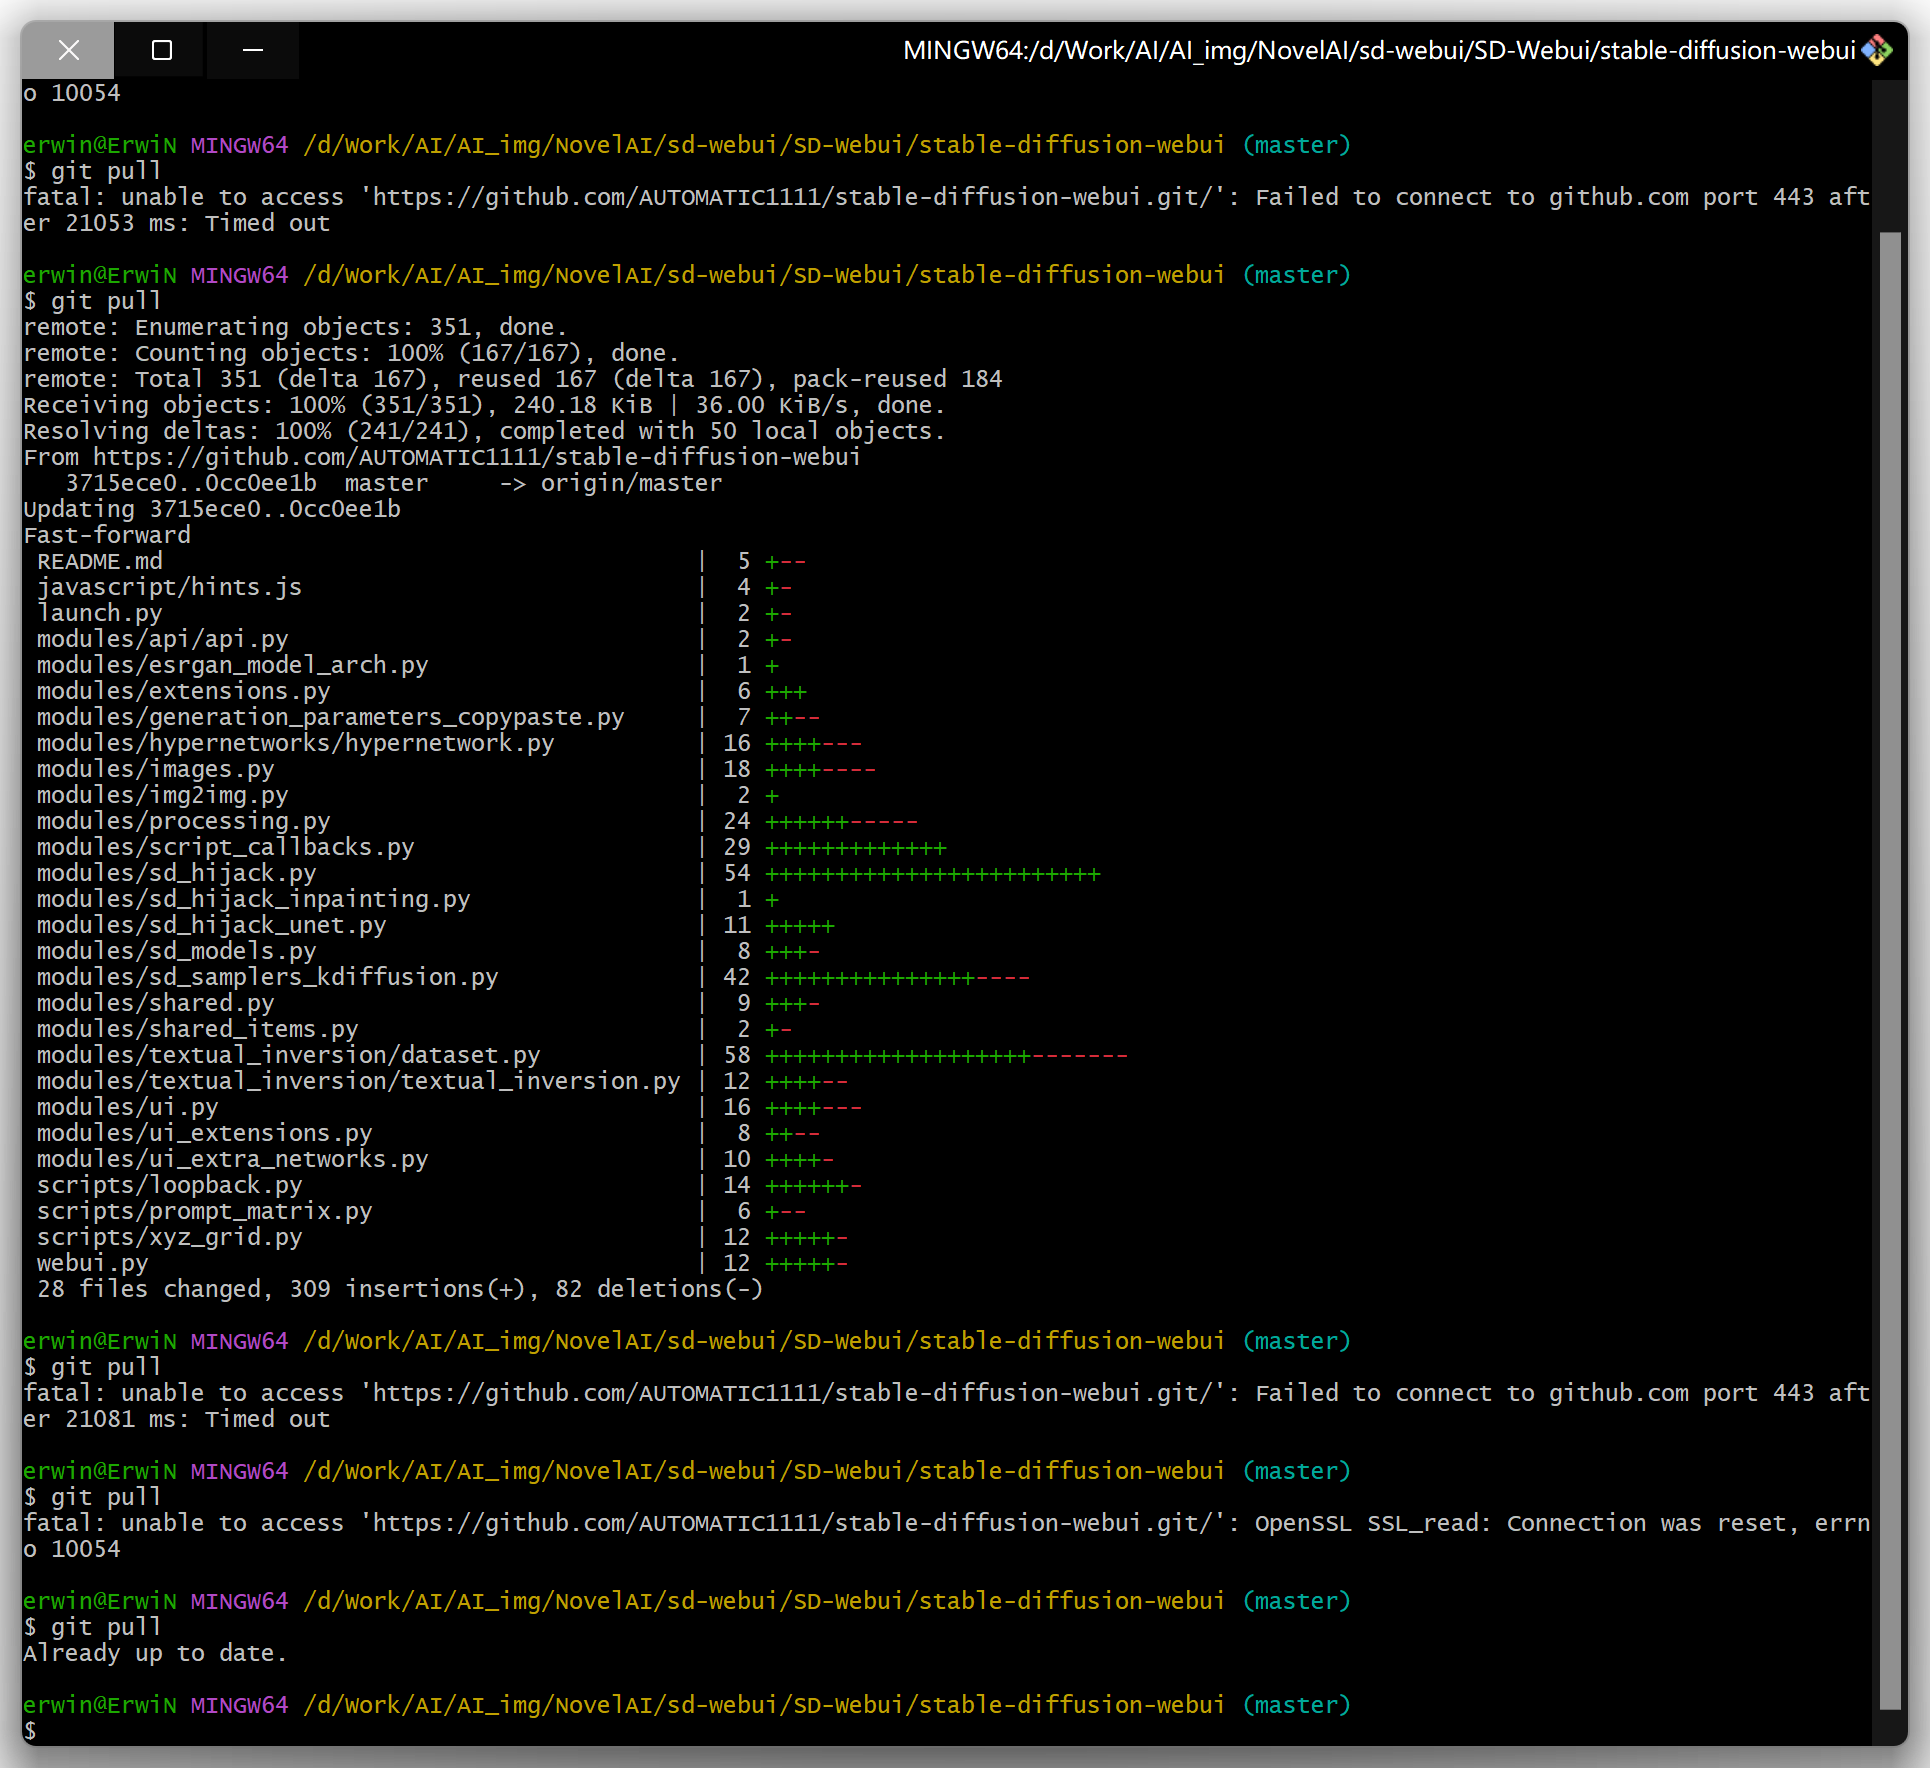 MINGW64:/d/Work/AI/AI_img/NovelAI/sd-webui/SD-Webui/stable-diffusion-webui
o 10054
erwin@ErwiN MINGW64 /d/Work/AI/AI_img/NovelAI/sd-webui/SD-Webui/stable-diffusion-webui (master)
$ git pull
fatal: unable to access 'https://github.com/AUTOMATIC1111/stable-diffusion-webui.git/': Failed to connect to github.com port 443 aft
er 21053 ms: Timed out
erwin@ErwiN MINGW64 /d/Work/AI/AI_img/NovelAI/sd-webui/SD-Webui/stable-diffusion-webui (master)
$ git pull
remote: Enumerating objects: 351, done.
remote: Counting objects: 100% (167/167), done.
remote: Total 351 (delta 167), reused 167 (delta 167), pack-reused 184
Receiving objects: 100% (351/351), 240.18 KiB | 36.00 KiB/s, done.
Resolving deltas: 100% (241/241), completed with 50 local objects.
From https://github.com/AUTOMATIC1111/stable-diffusion-webui
   3715ece0..0cc0ee1b  master     -> origin/master
Updating 3715ece0..0cc0ee1b
Fast-forward
 README.md                                      |  5 +--
 javascript/hints.js                            |  4 +-
 launch.py                                      |  2 +-
 modules/api/api.py                             |  2 +-
 modules/esrgan_model_arch.py                   |  1 +
 modules/extensions.py                          |  6 +++
 modules/generation_parameters_copypaste.py     |  7 ++--
 modules/hypernetworks/hypernetwork.py          | 16 ++++---
 modules/images.py                              | 18 ++++----
 modules/img2img.py                             |  2 +
 modules/processing.py                          | 24 ++++++-----
 modules/script_callbacks.py                    | 29 +++++++++++++
 modules/sd_hijack.py                           | 54 ++++++++++++++++++++++++
 modules/sd_hijack_inpainting.py                |  1 +
 modules/sd_hijack_unet.py                      | 11 +++++
 modules/sd_models.py                           |  8 +++-
 modules/sd_samplers_kdiffusion.py              | 42 +++++++++++++++----
 modules/shared.py                              |  9 +++-
 modules/shared_items.py                        |  2 +-
 modules/textual_inversion/dataset.py           | 58 +++++++++++++++++++-------
 modules/textual_inversion/textual_inversion.py | 12 ++++--
 modules/ui.py                                  | 16 ++++---
 modules/ui_extensions.py                       |  8 ++--
 modules/ui_extra_networks.py                   | 10 ++++-
 scripts/loopback.py                            | 14 ++++++-
 scripts/prompt_matrix.py                       |  6 +--
 scripts/xyz_grid.py                            | 12 +++++-
 webui.py                                       | 12 +++++-
 28 files changed, 309 insertions(+), 82 deletions(-)
erwin@ErwiN MINGW64 /d/Work/AI/AI_img/NovelAI/sd-webui/SD-Webui/stable-diffusion-webui (master)
$ git pull
fatal: unable to access 'https://github.com/AUTOMATIC1111/stable-diffusion-webui.git/': Failed to connect to github.com port 443 aft
er 21081 ms: Timed out
erwin@ErwiN MINGW64 /d/Work/AI/AI_img/NovelAI/sd-webui/SD-Webui/stable-diffusion-webui (master)
$ git pull
fatal: unable to access 'https://github.com/AUTOMATIC1111/stable-diffusion-webui.git/': OpenSSL SSL_read: Connection was reset, errn
o 10054
erwin@ErwiN MINGW64 /d/Work/AI/AI_img/NovelAI/sd-webui/SD-Webui/stable-diffusion-webui (master)
$ git pull
Already up to date.
erwin@ErwiN MINGW64 /d/Work/AI/AI_img/NovelAI/sd-webui/SD-Webui/stable-diffusion-webui (master)
$